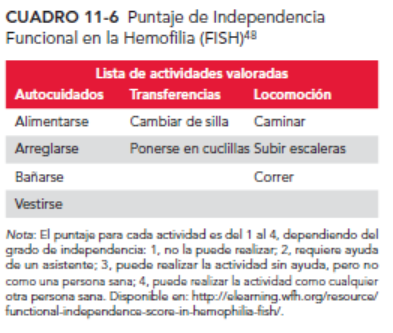 CUADRO 11-6 Puntaje de Independencia
Funcional en la Hemofilia (FISH)48
Lista de actividades valoradas
Autocuidados Transferencias Locomoción
Alimentarse Cambiar de silla Caminar
Arreglarse Ponerse en cuclillas Subir escaleras
Bañarse Correr
Vestirse
Nota: El puntaje para cada actividad es del 1 al 4, dependiendo del
grado de independencia: 1, no la puede realizar; 2, requiere ayuda
de un asistente; 3, puede realizar la actividad sin ayuda, pero no
como una persona sana; 4, puede realizar la actividad como cualquier
otra persona sana. Disponible en: http://elearning.wfh.org/resource/
functional-independence-score-in-hemophilia-fish/.